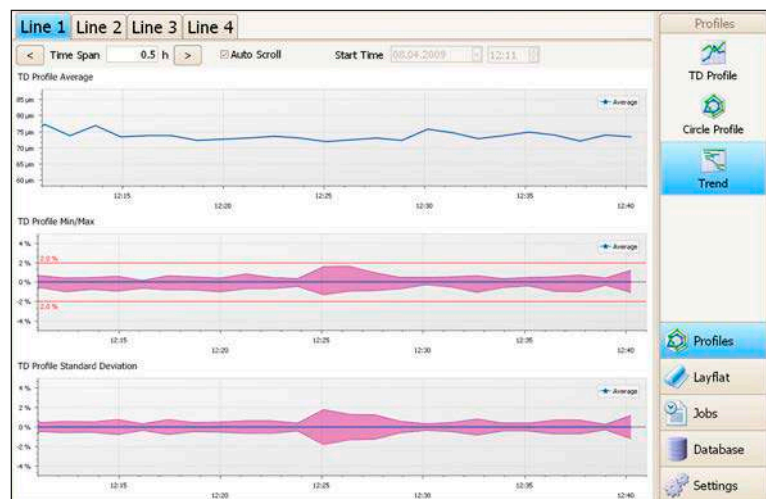 Line 1 Line 2 Line 3 Line 4
< Time Span 0.5 h > Auto Scroll Start Time 08.04.2009 12:11
TD Profile Average
Average
85 µm
80 µm
75 µm
70 µm
65 µm
60 µm
12:15 12:20 12:25 12:30 12:35 12:40
TD Profile Min/Max
Average
4 %
2 %
0 %
-2 %
-4 %
2.0 %
2.0 %
12:15 12:20 12:25 12:30 12:35 12:40
TD Profile Standard Deviation
Average
4 %
2 %
0 %
-2 %
-4 %
12:15 12:20 12:25 12:30 12:35 12:40
Profiles
TD Profile
Circle Profile
Trend
Profiles
Layflat
Jobs
Database
Settings